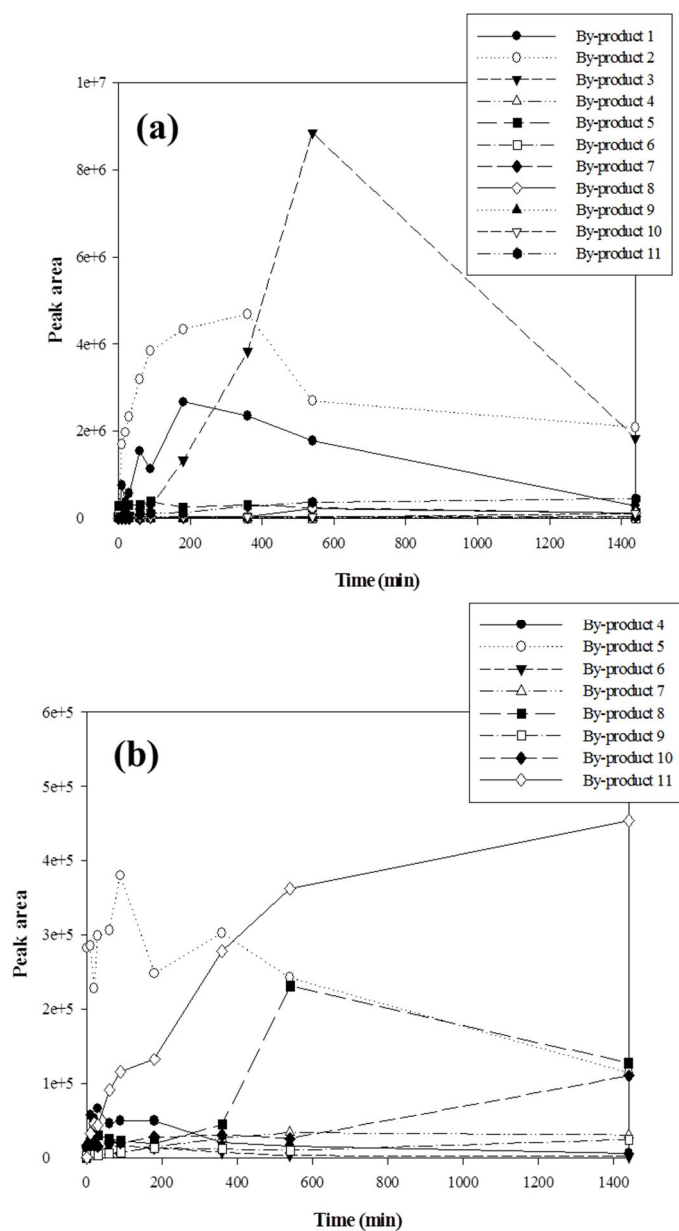 By-product 1
By-product 2
By-product 3
By-product 4
By-product 5
By-product 6
By-product 7
By-product 8
By-product 9
By-product 10
By-product 11
(a)
1e+7
8e+6
6e+6
4e+6
2e+6
0
Peak area
0 200 400 600 800 1000 1200 1400
Time (min)
By-product 4
By-product 5
By-product 6
By-product 7
By-product 8
By-product 9
By-product 10
By-product 11
(b)
6e+5
5e+5
4e+5
3e+5
2e+5
1e+5
0
Peak area
0 200 400 600 800 1000 1200 1400
Time (min)